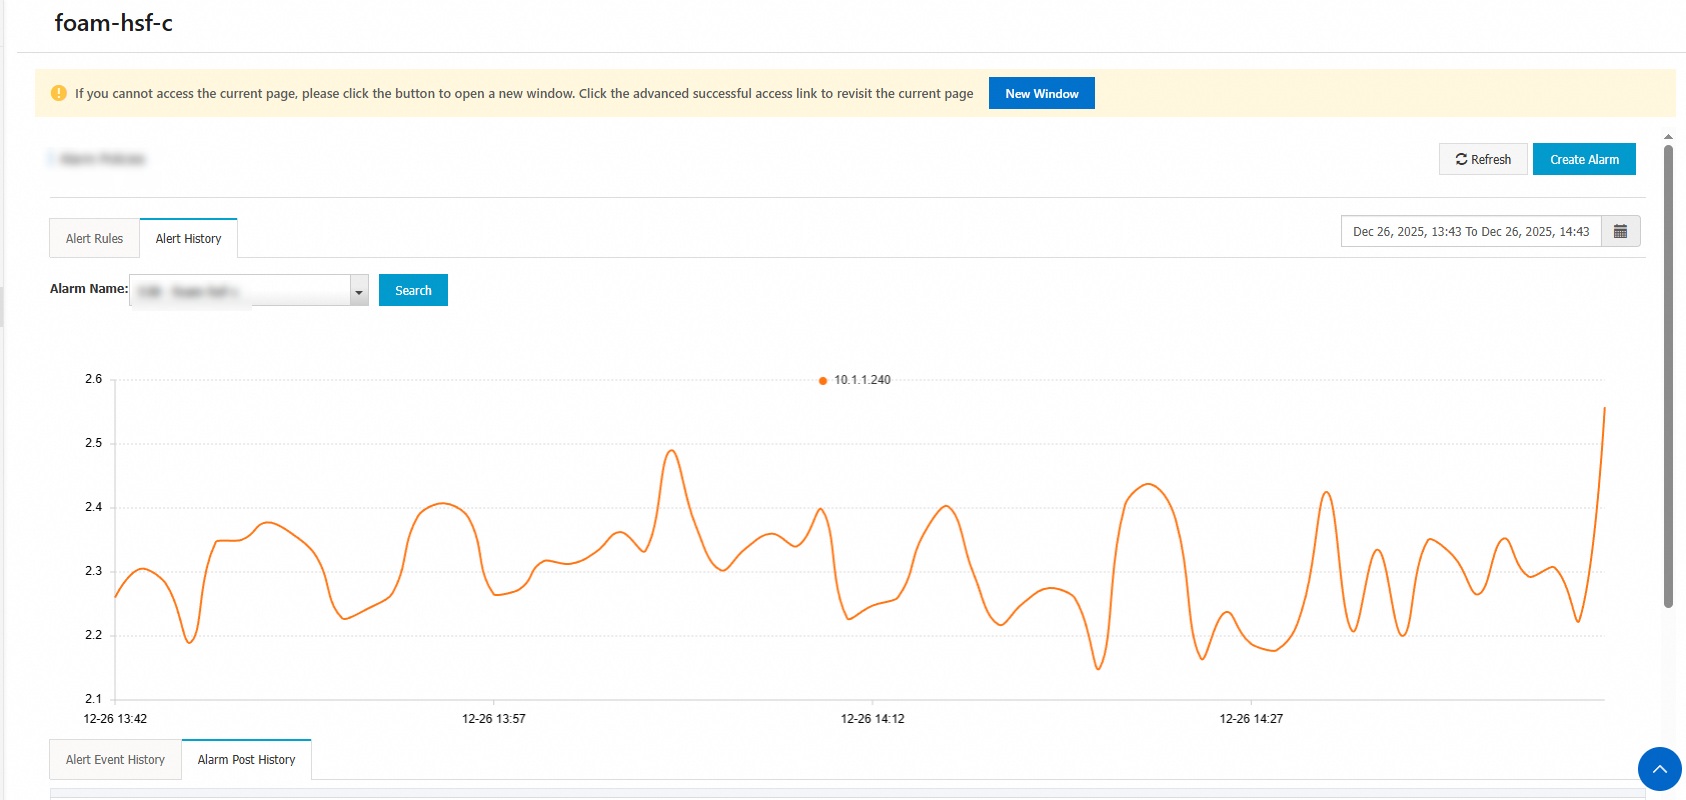 foam-hsf-c
If you cannot access the current page, please click the button to open a new window. Click the advanced successful access link to revisit the current page
New Window
Refresh
Create Alarm
Alert Rules
Alert History
Dec 26, 2025, 13:43 To Dec 26, 2025, 14:43
Alarm Name:
Search
10.1.1.240
2.6
2.5
2.4
2.3
2.2
2.1
12-26 13:42
12-26 13:57
12-26 14:12
12-26 14:27
Alert Event History
Alarm Post History